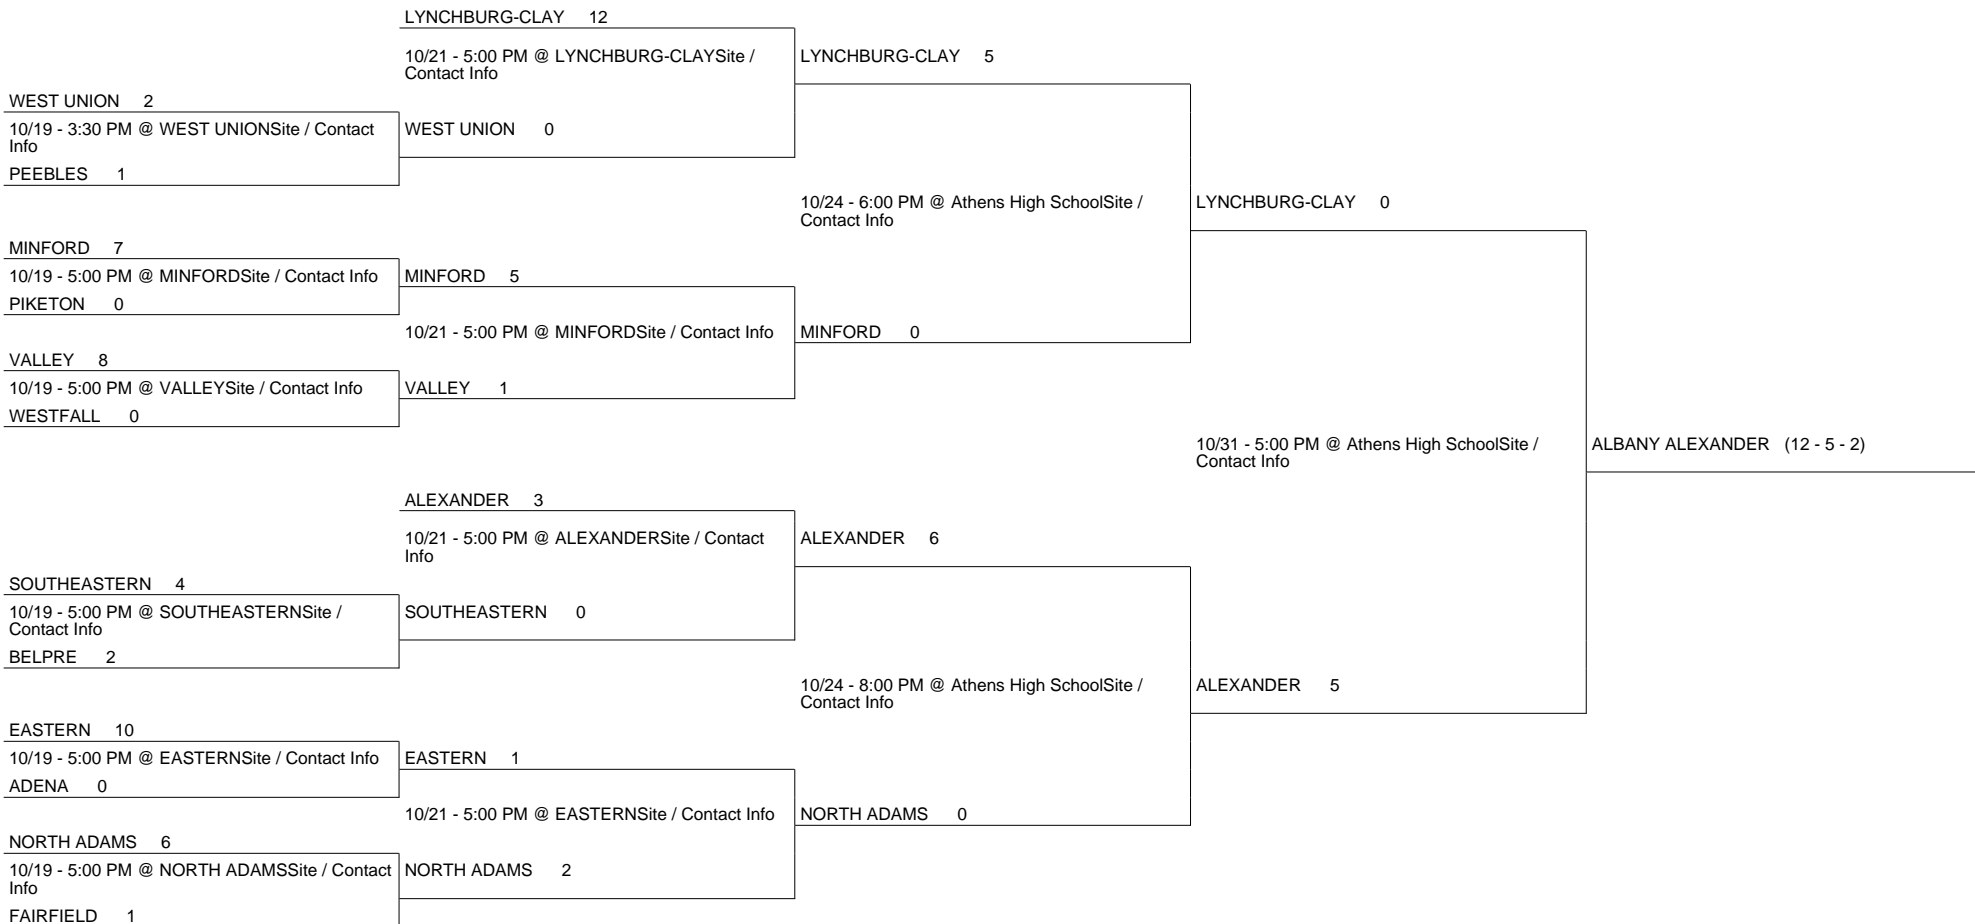 LYNCHBURG-CLAY 12
10/21 - 5:00 PM @ LYNCHBURG-CLAYSite /
Contact Info
LYNCHBURG-CLAY 5
WEST UNION 2
10/19 - 3:30 PM @ WEST UNIONSite / Contact
Info
WEST UNION 0
PEEBLES 1
10/24 - 6:00 PM @ Athens High SchoolSite /
Contact Info
LYNCHBURG-CLAY 0
MINFORD 7
10/19 - 5:00 PM @ MINFORDSite / Contact Info
MINFORD 5
PIKETON 0
10/21 - 5:00 PM @ MINFORDSite / Contact Info
MINFORD 0
VALLEY 8
10/19 - 5:00 PM @ VALLEYSite / Contact Info
VALLEY 1
WESTFALL 0
10/31 - 5:00 PM @ Athens High SchoolSite /
Contact Info
ALBANY ALEXANDER (12 - 5 - 2)
ALEXANDER 3
10/21 - 5:00 PM @ ALEXANDERSite / Contact
Info
ALEXANDER 6
SOUTHEASTERN 4
10/19 - 5:00 PM @ SOUTHEASTERNSite /
Contact Info
SOUTHEASTERN 0
BELPRE 2
10/24 - 8:00 PM @ Athens High SchoolSite /
Contact Info
ALEXANDER 5
EASTERN 10
10/19 - 5:00 PM @ EASTERNSite / Contact Info
EASTERN 1
ADENA 0
10/21 - 5:00 PM @ EASTERNSite / Contact Info
NORTH ADAMS 0
NORTH ADAMS 6
10/19 - 5:00 PM @ NORTH ADAMSSite / Contact
Info
NORTH ADAMS 2
FAIRFIELD 1